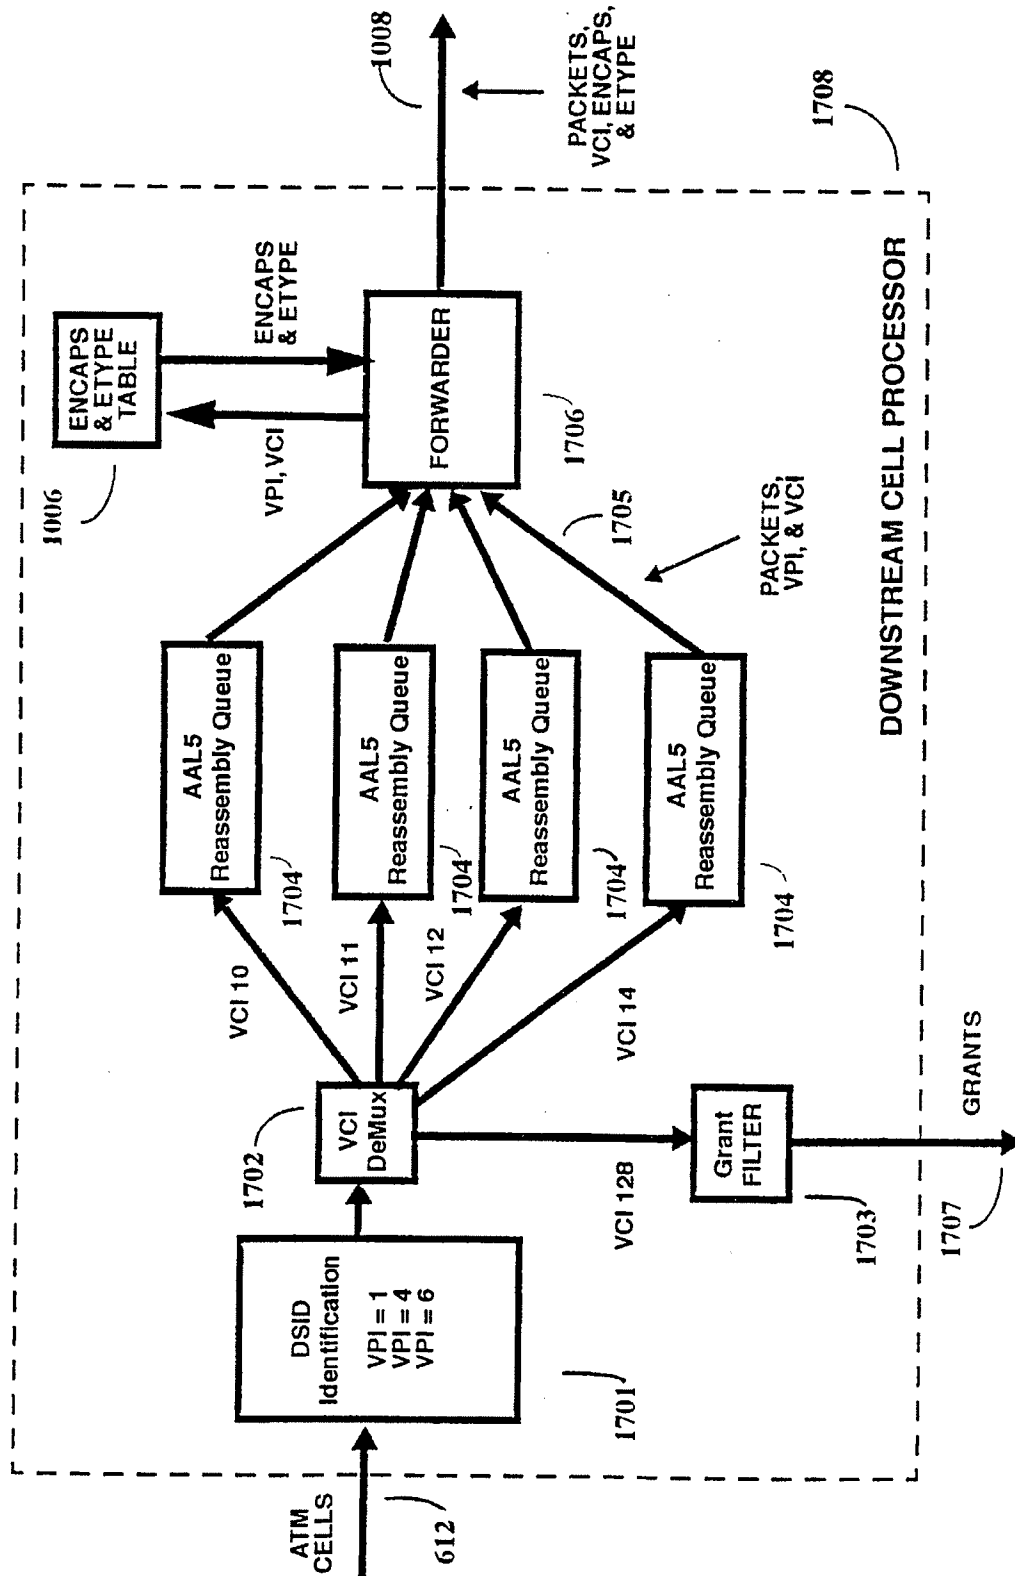 ATM
CELLS
612
DSID
Identification
VPI = 1
VPI = 4
VPI = 6
1701
VCI
DeMux
1702
VCI 10
VCI 11
VCI 12
VCI 14
VCI 128
Grant
FILTER
1703
GRANTS
1707
AAL5
Reassembly Queue
1704
AAL5
Reassembly Queue
1704
AAL5
Reassembly Queue
1704
AAL5
Reassembly Queue
1704
1705
PACKETS,
VPI, & VCI
FORWARDER
1706
VPI, VCI
ENCAPS
& ETYPE
ENCAPS
& ETYPE
TABLE
1006
1008
PACKETS,
VCI, ENCAPS,
& ETYPE
DOWNSTREAM CELL PROCESSOR
1708